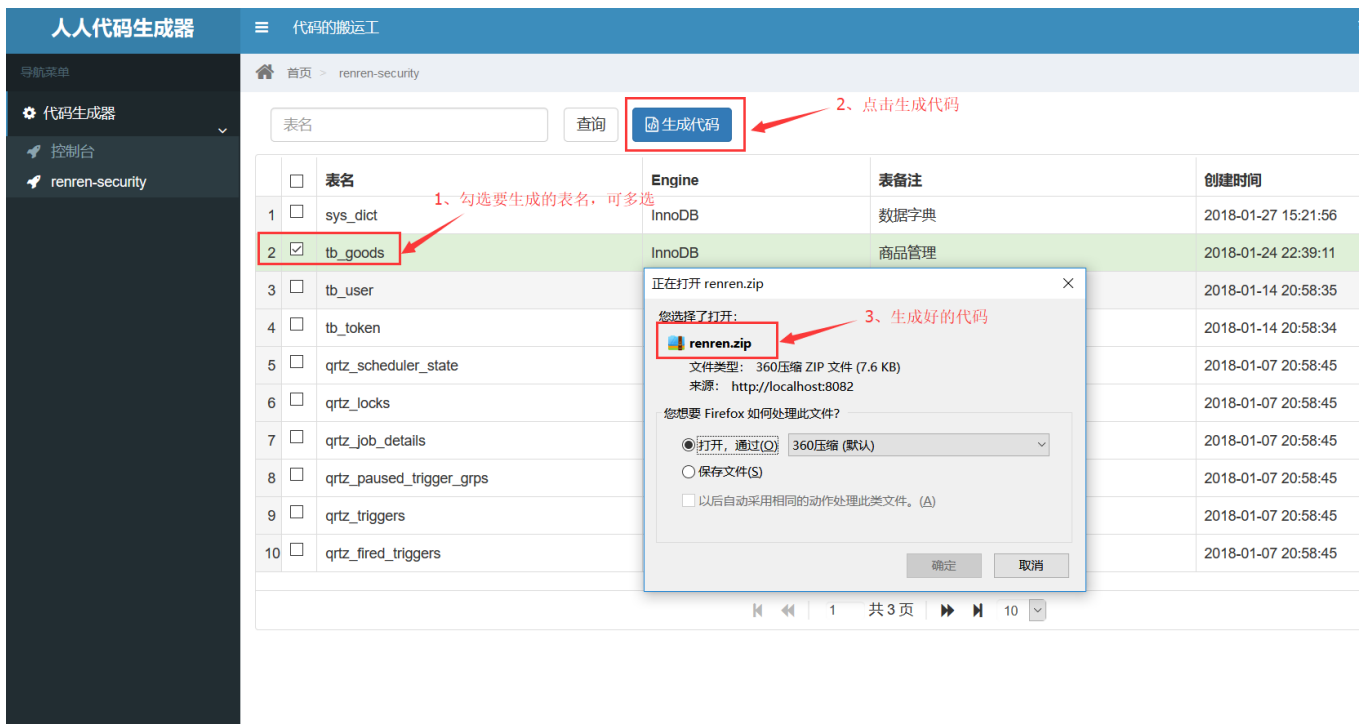 人人代码生成器
代码的搬运工
导航菜单
首页 > renren-security
代码生成器
控制台
renren-security
表名
查询
生成代码
2、点击生成代码
表名 Engine 表备注 创建时间
1、勾选要生成的表名，可多选
1 sys_dict InnoDB 数据字典 2018-01-27 15:21:56
2 tb_goods InnoDB 商品管理 2018-01-24 22:39:11
3 tb_user 2018-01-14 20:58:35
4 tb_token 2018-01-14 20:58:34
5 qrtz_scheduler_state 2018-01-07 20:58:45
6 qrtz_locks 2018-01-07 20:58:45
7 qrtz_job_details 2018-01-07 20:58:45
8 qrtz_paused_trigger_grps 2018-01-07 20:58:45
9 qrtz_triggers 2018-01-07 20:58:45
10 qrtz_fired_triggers 2018-01-07 20:58:45
正在打开 renren.zip
您选择了打开:
3、生成好的代码
renren.zip
文件类型： 360压缩 ZIP 文件 (7.6 KB)
来源： http://localhost:8082
您想要 Firefox 如何处理此文件?
打开，通过(O) 360压缩 (默认)
保存文件(S)
以后自动采用相同的动作处理此类文件。(A)
确定 取消
1 共 3 页 10